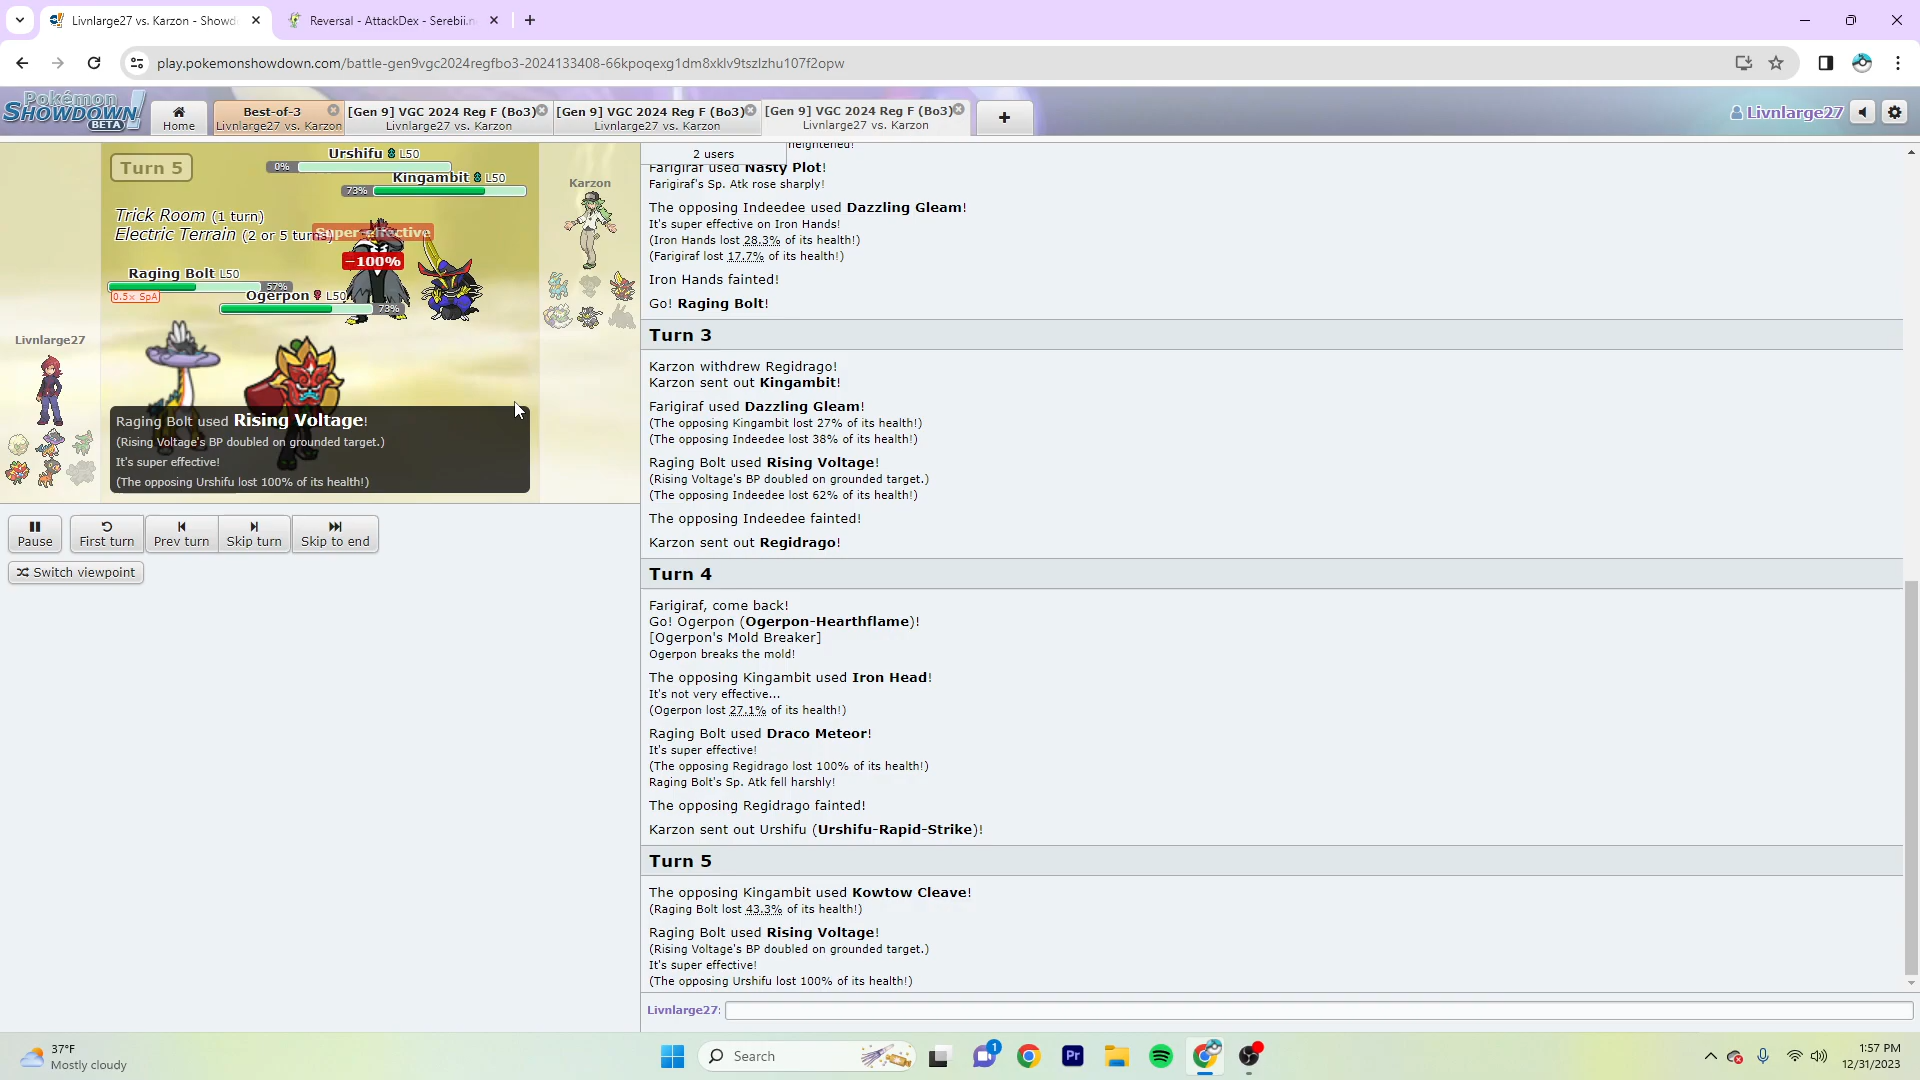 Livnlarge27 vs. Karzon - Showd
Reversal - AttackDex - Serebii.n
play.pokemonshowdown.com/battle-gen9vgc2024regfbo3-2024133408-66kpoqexg1dm8xklv9tszlzhu107f2opw
Pokémon
SHOWDOWN!
BETA
Home
Best-of-3
Livnlarge27 vs. Karzon
[Gen 9] VGC 2024 Reg F (Bo3)
Livnlarge27 vs. Karzon
[Gen 9] VGC 2024 Reg F (Bo3)
Livnlarge27 vs. Karzon
[Gen 9] VGC 2024 Reg F (Bo3)
Livnlarge27 vs. Karzon
Livnlarge27
Turn 5
Urshifu L50
0%
Kingambit L50
73%
Trick Room (1 turn)
Electric Terrain (2 or 5 turns)
Super-effective
−100%
Raging Bolt L50
57%
0.5× SpA
Ogerpon L50
73%
Karzon
Livnlarge27
Raging Bolt used Rising Voltage!
(Rising Voltage's BP doubled on grounded target.)
It's super effective!
(The opposing Urshifu lost 100% of its health!)
Pause
First turn
Prev turn
Skip turn
Skip to end
Switch viewpoint
2 users
heightened!
Farigiraf used Nasty Plot!
Farigiraf's Sp. Atk rose sharply!
The opposing Indeedee used Dazzling Gleam!
It's super effective on Iron Hands!
(Iron Hands lost 28.3% of its health!)
(Farigiraf lost 17.7% of its health!)
Iron Hands fainted!
Go! Raging Bolt!
Turn 3
Karzon withdrew Regidrago!
Karzon sent out Kingambit!
Farigiraf used Dazzling Gleam!
(The opposing Kingambit lost 27% of its health!)
(The opposing Indeedee lost 38% of its health!)
Raging Bolt used Rising Voltage!
(Rising Voltage's BP doubled on grounded target.)
(The opposing Indeedee lost 62% of its health!)
The opposing Indeedee fainted!
Karzon sent out Regidrago!
Turn 4
Farigiraf, come back!
Go! Ogerpon (Ogerpon-Hearthflame)!
[Ogerpon's Mold Breaker]
Ogerpon breaks the mold!
The opposing Kingambit used Iron Head!
It's not very effective...
(Ogerpon lost 27.1% of its health!)
Raging Bolt used Draco Meteor!
It's super effective!
(The opposing Regidrago lost 100% of its health!)
Raging Bolt's Sp. Atk fell harshly!
The opposing Regidrago fainted!
Karzon sent out Urshifu (Urshifu-Rapid-Strike)!
Turn 5
The opposing Kingambit used Kowtow Cleave!
(Raging Bolt lost 43.3% of its health!)
Raging Bolt used Rising Voltage!
(Rising Voltage's BP doubled on grounded target.)
It's super effective!
(The opposing Urshifu lost 100% of its health!)
Livnlarge27:
37°F
Mostly cloudy
Search
1
Pr
1:57 PM
12/31/2023